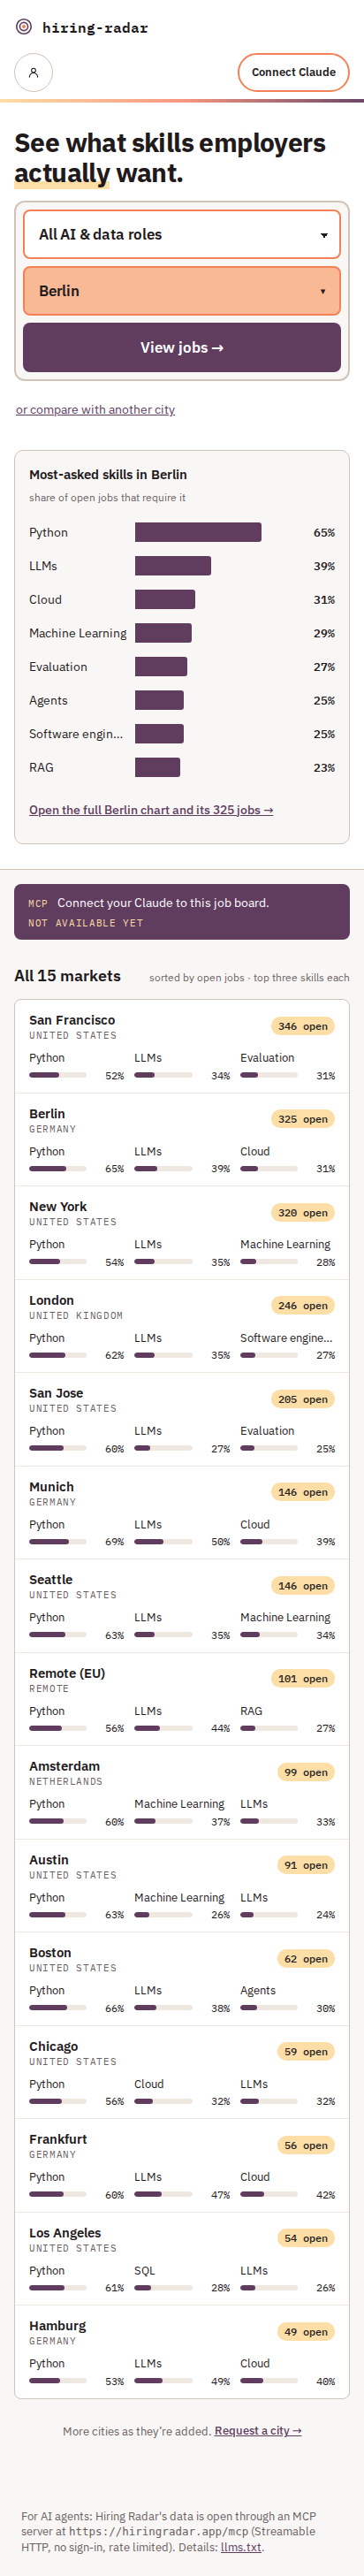 hiring-radar
Connect Claude
See what skills employers
actually want.
All AI & data roles
Berlin
View jobs →
or compare with another city
Most-asked skills in Berlin
share of open jobs that require it
Python 65%
LLMs 39%
Cloud 31%
Machine Learning 29%
Evaluation 27%
Agents 25%
Software engin... 25%
RAG 23%
Open the full Berlin chart and its 325 jobs →
MCP Connect your Claude to this job board.
NOT AVAILABLE YET
All 15 markets sorted by open jobs · top three skills each
San Francisco 346 open
UNITED STATES
Python LLMs Evaluation
52% 34% 31%
Berlin 325 open
GERMANY
Python LLMs Cloud
65% 39% 31%
New York 320 open
UNITED STATES
Python LLMs Machine Learning
54% 35% 28%
London 246 open
UNITED KINGDOM
Python LLMs Software engine...
62% 35% 27%
San Jose 205 open
UNITED STATES
Python LLMs Evaluation
60% 27% 25%
Munich 146 open
GERMANY
Python LLMs Cloud
69% 50% 39%
Seattle 146 open
UNITED STATES
Python LLMs Machine Learning
63% 35% 34%
Remote (EU) 101 open
REMOTE
Python LLMs RAG
56% 44% 27%
Amsterdam 99 open
NETHERLANDS
Python Machine Learning LLMs
60% 37% 33%
Austin 91 open
UNITED STATES
Python Machine Learning LLMs
63% 26% 24%
Boston 62 open
UNITED STATES
Python LLMs Agents
66% 38% 30%
Chicago 59 open
UNITED STATES
Python Cloud LLMs
56% 32% 32%
Frankfurt 56 open
GERMANY
Python LLMs Cloud
60% 47% 42%
Los Angeles 54 open
UNITED STATES
Python SQL LLMs
61% 28% 26%
Hamburg 49 open
GERMANY
Python LLMs Cloud
53% 49% 40%
More cities as they're added. Request a city →
For AI agents: Hiring Radar's data is open through an MCP
server at https://hiringradar.app/mcp (Streamable
HTTP, no sign-in, rate limited). Details: llms.txt.